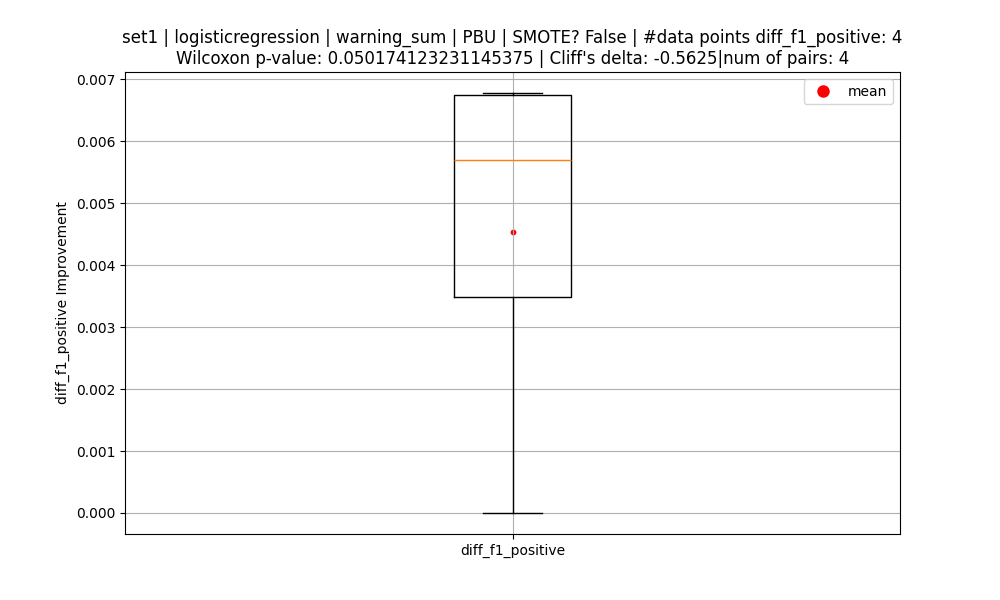 set1 | logisticregression | warning_sum | PBU | SMOTE? False | #data points diff_f1_positive: 4
Wilcoxon p-value: 0.050174123231145375 | Cliff's delta: -0.5625|num of pairs: 4
mean
0.007
0.006
0.005
0.004
0.003
0.002
0.001
0.000
diff_f1_positive Improvement
diff_f1_positive